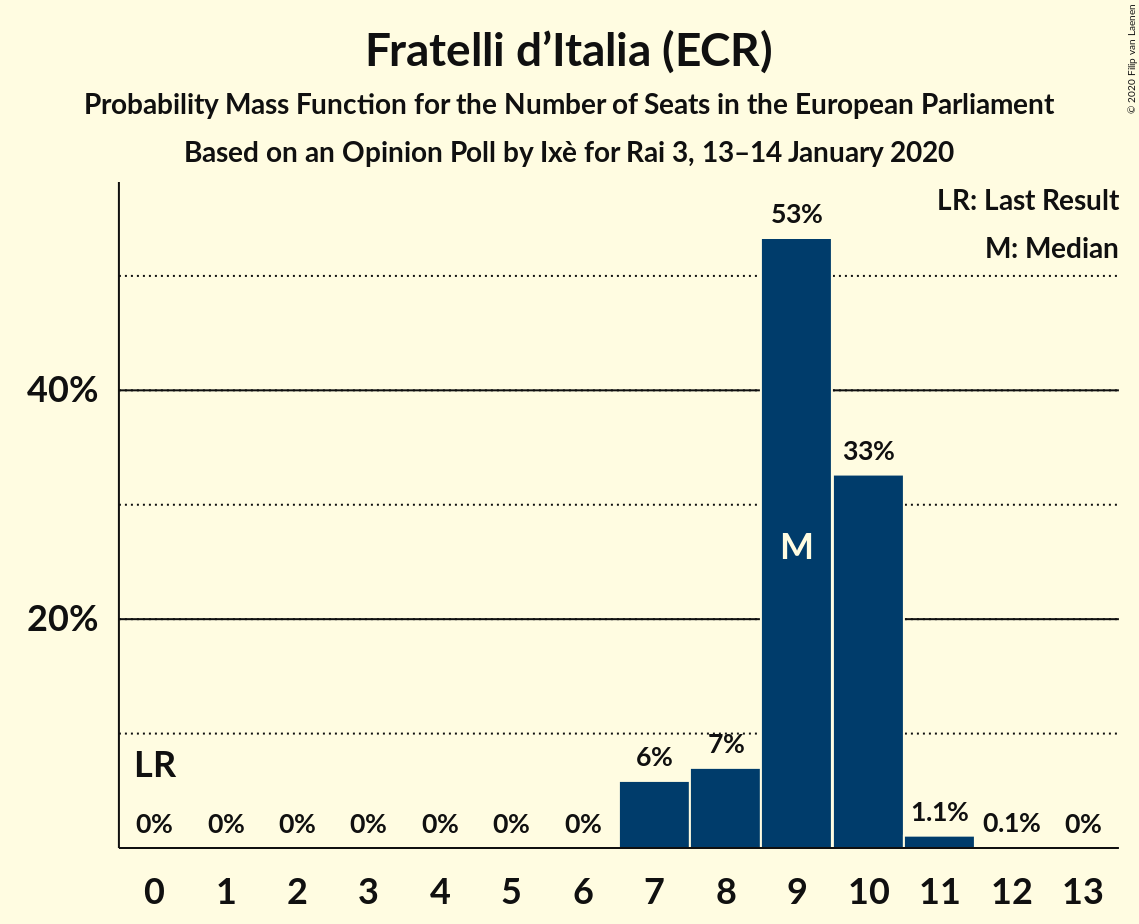 Fratelli d’Italia (ECR)
Probability Mass Function for the Number of Seats in the European Parliament
Based on an Opinion Poll by Ixè for Rai 3, 13–14 January 2020
© 2020 Filip van Laenen
LR: Last Result
M: Median
53%
40%
33%
M
20%
LR
6%
7%
0%
0%
0%
0%
0%
0%
0%
1.1%
0.1%
0%
0 1 2 3 4 5 6 7 8 9 10 11 12 13